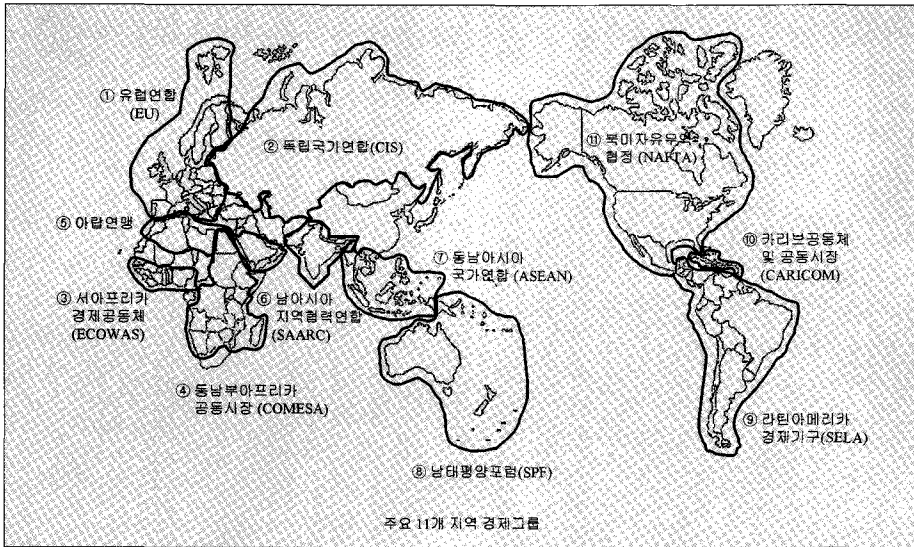 ① 유럽연합
(EU)
② 독립국가연합(CIS)
⑪ 북미자유무역
협정 (NAFTA)
⑤ 아랍연맹
⑦ 동남아시아
국가연합 (ASEAN)
⑩ 카리브공동체
및 공동시장
(CARICOM)
③ 서아프리카
경제공동체
(ECOWAS)
⑥ 남아시아
지역협력연합
(SAARC)
④ 동남부아프리카
공동시장 (COMESA)
⑨ 라틴아메리카
경제기구(SELA)
⑧ 남태평양포럼(SPF)
주요 11개 지역 경제그룹